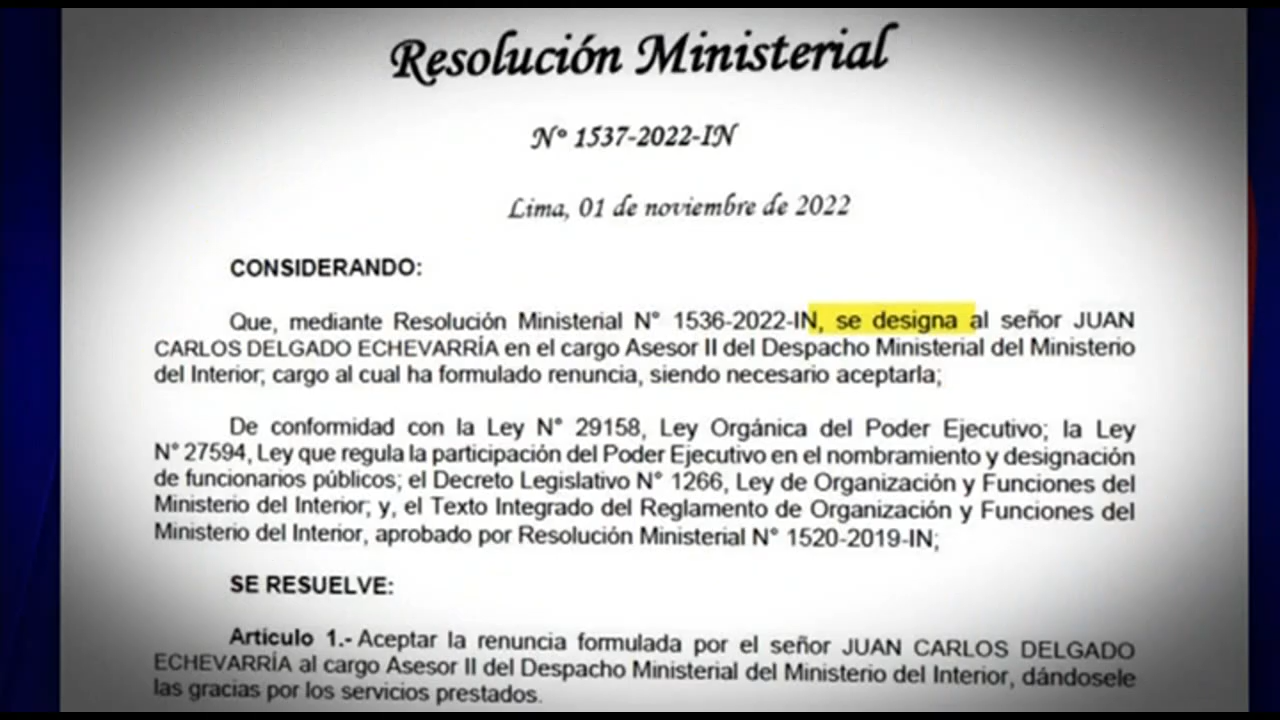 Resolución Ministerial
N° 1537-2022-IN
Lima, 01 de noviembre de 2022
CONSIDERANDO:
Que, mediante Resolución Ministerial N° 1536-2022-IN, se designa al señor JUAN
CARLOS DELGADO ECHEVARRÍA en el cargo Asesor II del Despacho Ministerial del Ministerio
del Interior; cargo al cual ha formulado renuncia, siendo necesario aceptarla;
De conformidad con la Ley N° 29158, Ley Orgánica del Poder Ejecutivo; la Ley
N° 27594, Ley que regula la participación del Poder Ejecutivo en el nombramiento y designación
de funcionarios públicos; el Decreto Legislativo N° 1266, Ley de Organización y Funciones del
Ministerio del Interior; y, el Texto Integrado del Reglamento de Organización y Funciones del
Ministerio del Interior, aprobado por Resolución Ministerial N° 1520-2019-IN;
SE RESUELVE:
Artículo 1.- Aceptar la renuncia formulada por el señor JUAN CARLOS DELGADO
ECHEVARRÍA al cargo Asesor II del Despacho Ministerial del Ministerio del Interior, dándosele
las gracias por los servicios prestados.